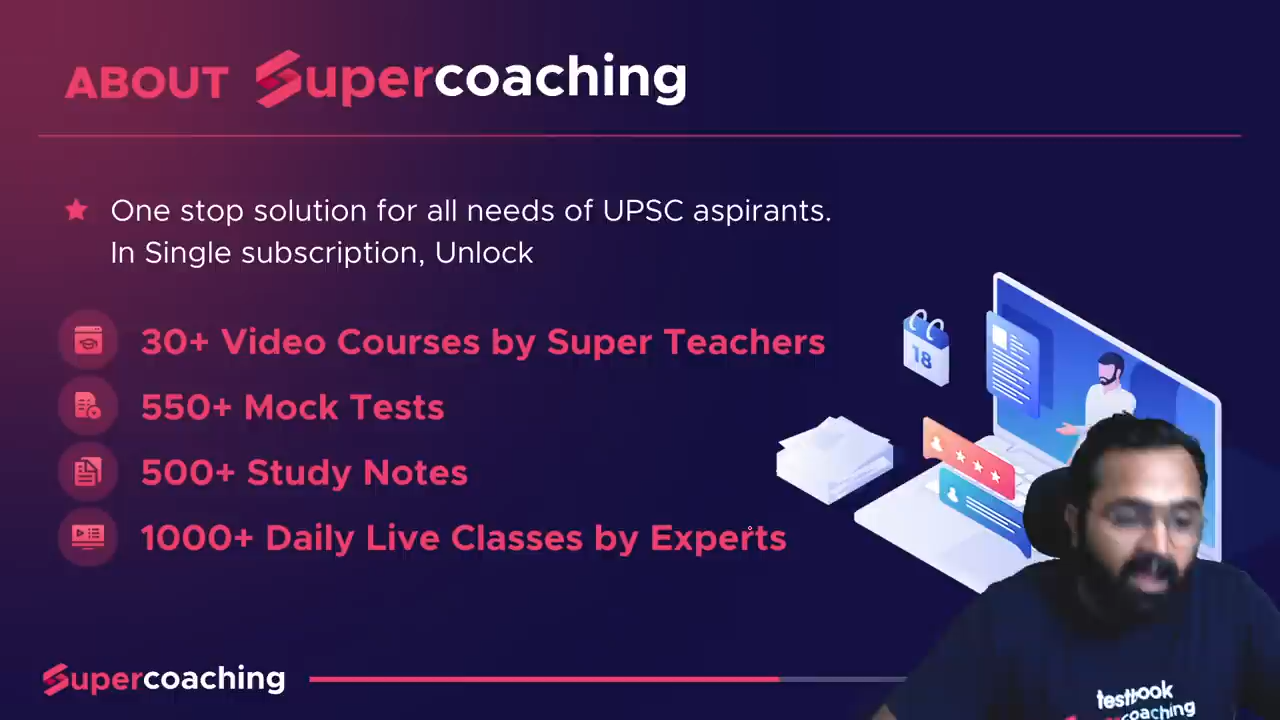 ABOUT Supercoaching
One stop solution for all needs of UPSC aspirants.
In Single subscription, Unlock
30+ Video Courses by Super Teachers
550+ Mock Tests
500+ Study Notes
1000+ Daily Live Classes by Experts
18
Supercoaching
testbook
coaching